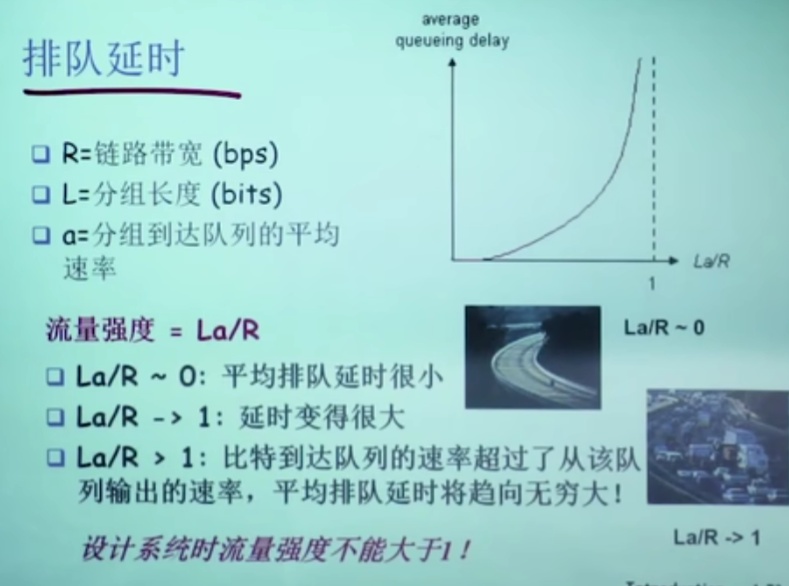 排队延时
average
queueing delay
R=链路带宽 (bps)
L=分组长度 (bits)
a=分组到达队列的平均
速率
La/R
1
流量强度 = La/R
La/R ~ 0
La/R ~ 0: 平均排队延时很小
La/R -> 1: 延时变得很大
La/R > 1: 比特到达队列的速率超过了从该队
列输出的速率, 平均排队延时将趋向无穷大!
La/R -> 1
设计系统时流量强度不能大于1!